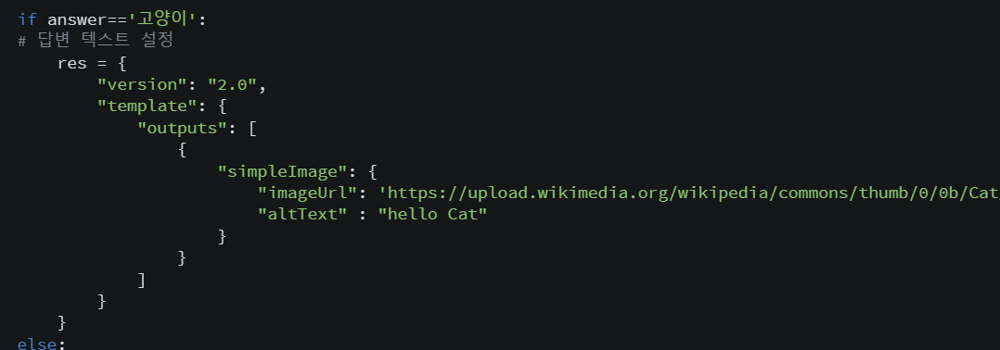 if answer=='고양이':
# 답변 텍스트 설정
    res = {
        "version": "2.0",
        "template": {
            "outputs": [
                {
                    "simpleImage": {
                        "imageUrl": 'https://upload.wikimedia.org/wikipedia/commons/thumb/0/0b/Cat
                        "altText" : "hello Cat"
                    }
                }
            ]
        }
    }
else: